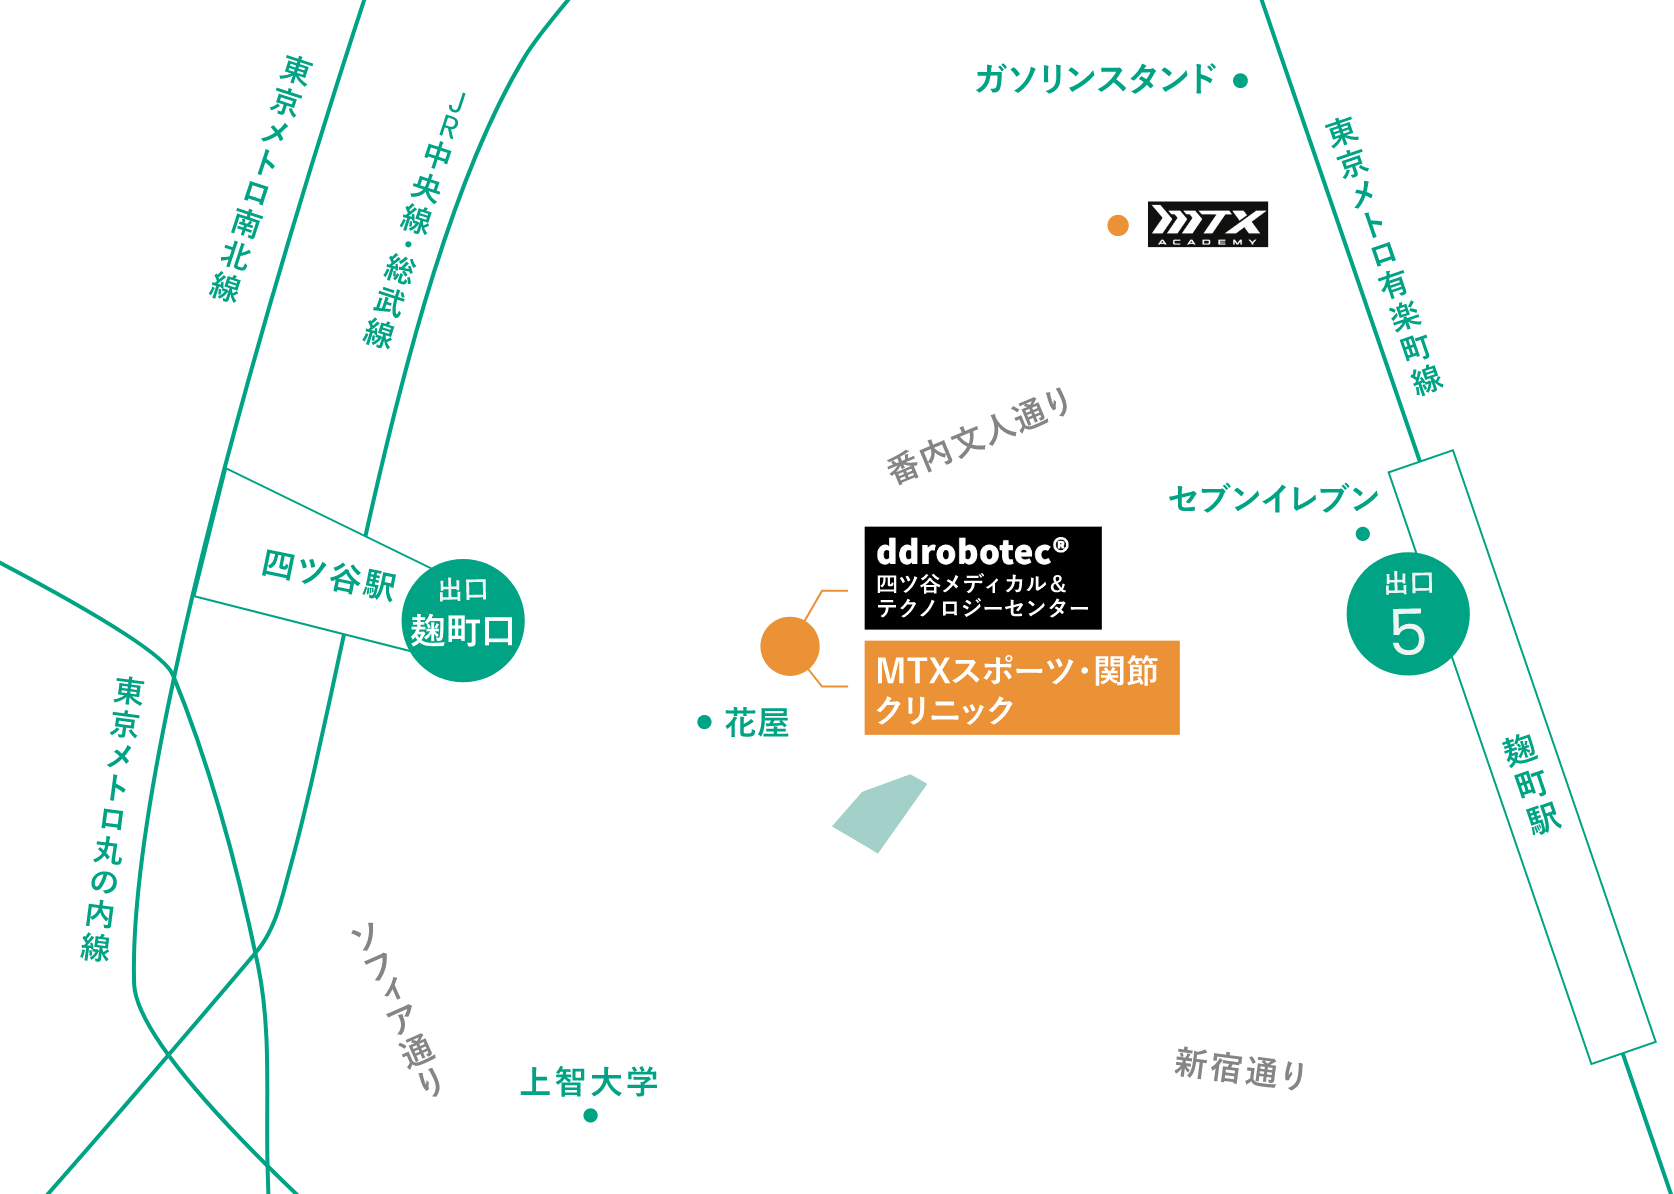 東京メトロ南北線
JR中央線・総武線
ガソリンスタンド
東京メトロ有楽町線
MTX
ACADEMY
番内文人通り
セブンイレブン
四ツ谷駅
出口
麹町口
ddrobotec®
四ツ谷メディカル&
テクノロジーセンター
出口
5
MTXスポーツ・関節
クリニック
花屋
東京メトロ丸の内線
麹町駅
ソフィア通り
上智大学
新宿通り